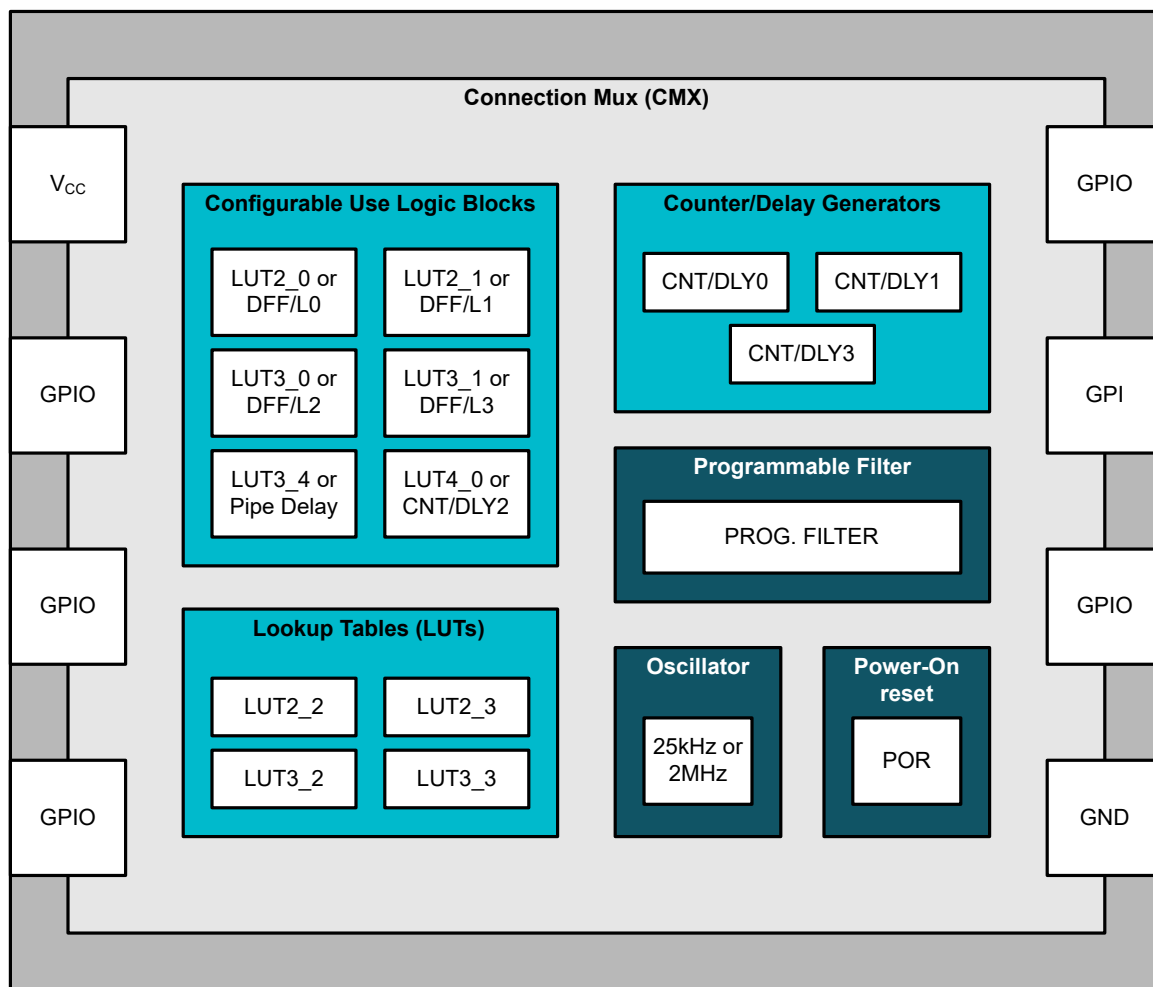 Connection Mux (CMX)
VCC
GPIO
GPIO
GPIO
Configurable Use Logic Blocks
LUT2_0 or
DFF/L0
LUT2_1 or
DFF/L1
LUT3_0 or
DFF/L2
LUT3_1 or
DFF/L3
LUT3_4 or
Pipe Delay
LUT4_0 or
CNT/DLY2
Lookup Tables (LUTs)
LUT2_2
LUT2_3
LUT3_2
LUT3_3
Counter/Delay Generators
CNT/DLY0
CNT/DLY1
CNT/DLY3
Programmable Filter
PROG. FILTER
Oscillator
25kHz or
2MHz
Power-On
reset
POR
GPIO
GPI
GPIO
GND